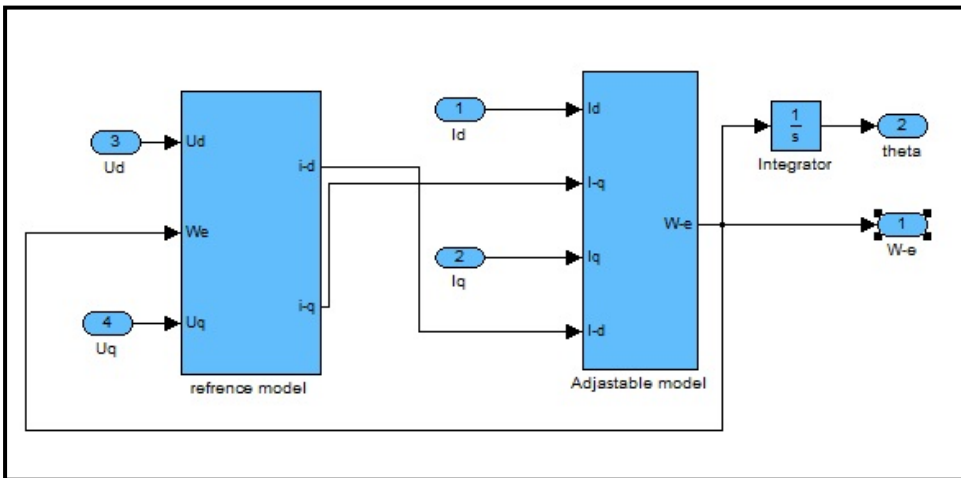 3
Ud
4
Uq
Ud
We
Uq
i-d
i-q
refrence model
1
Id
2
Iq
Id
I-q
Iq
I-d
W-e
Adjastable model
1
s
Integrator
2
theta
1
W-e